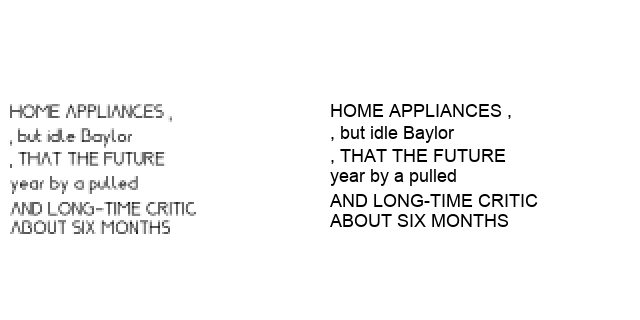 HOME APPLIANCES ,
, but idle Baylor
, THAT THE FUTURE
year by a pulled
AND LONG-TIME CRITIC
ABOUT SIX MONTHS
HOME APPLIANCES ,
, but idle Baylor
, THAT THE FUTURE
year by a pulled
AND LONG-TIME CRITIC
ABOUT SIX MONTHS